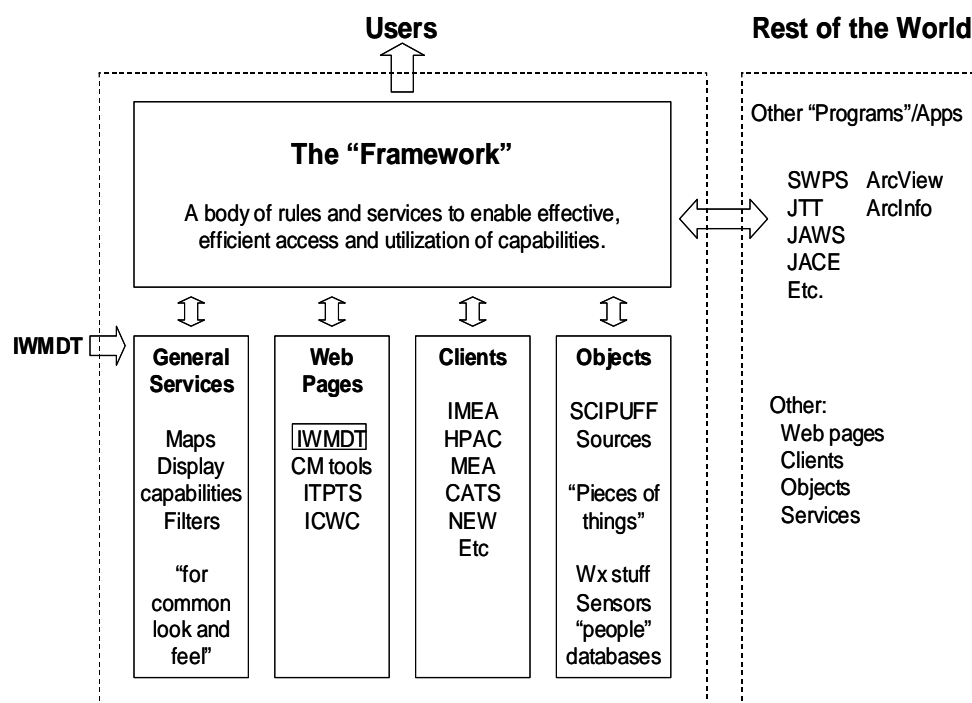 Users
Rest of the World
The “Framework”
A body of rules and services to enable effective,
efficient access and utilization of capabilities.
IWMDT
General
Services
Maps
Display
capabilities
Filters
“for
common
look and
feel”
Web
Pages
IWMDT
CM tools
ITPTS
ICWC
Clients
IMEA
HPAC
MEA
CATS
NEW
Etc
Objects
SCIPUFF
Sources
“Pieces of
things”
Wx stuff
Sensors
“people”
databases
Other “Programs”/Apps
SWPS ArcView
JTT ArcInfo
JAWS
JACE
Etc.
Other:
Web pages
Clients
Objects
Services